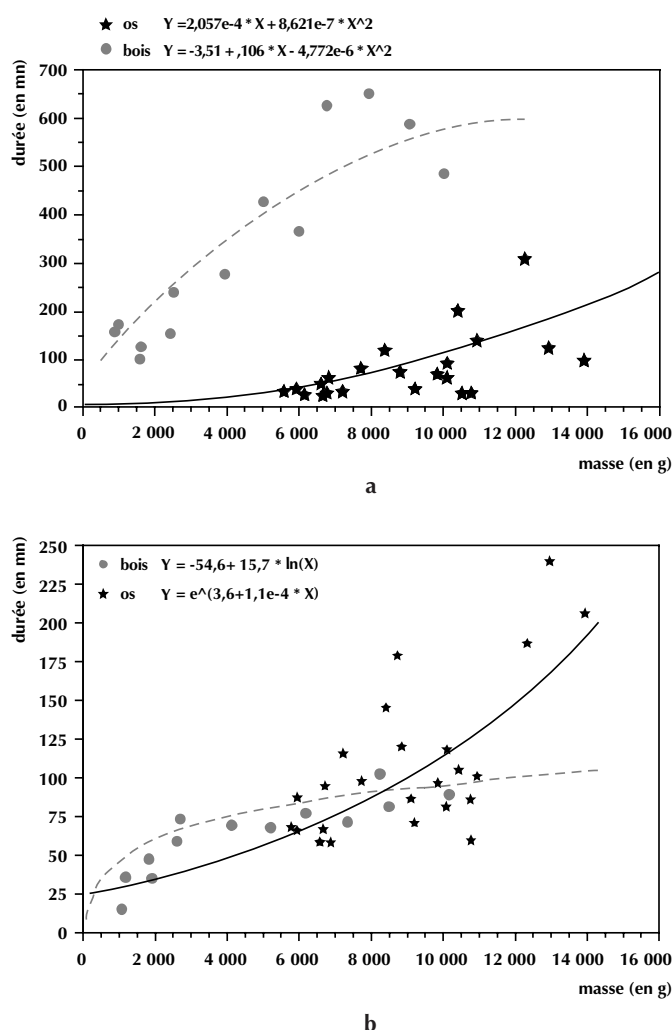 os Y =2,057e-4 * X + 8,621e-7 * X^2
bois Y = -3,51 + ,106 * X - 4,772e-6 * X^2
durée (en mn)
700
600
500
400
300
200
100
0
0 2 000 4 000 6 000 8 000 10 000 12 000 14 000 16 000
masse (en g)
a
durée (en mn)
bois Y = -54,6+ 15,7 * ln(X)
os Y = e^(3,6+1,1e-4 * X)
250
225
200
175
150
125
100
75
50
25
0
0 2 000 4 000 6 000 8 000 10 000 12 000 14 000 16 000
masse (en g)
b